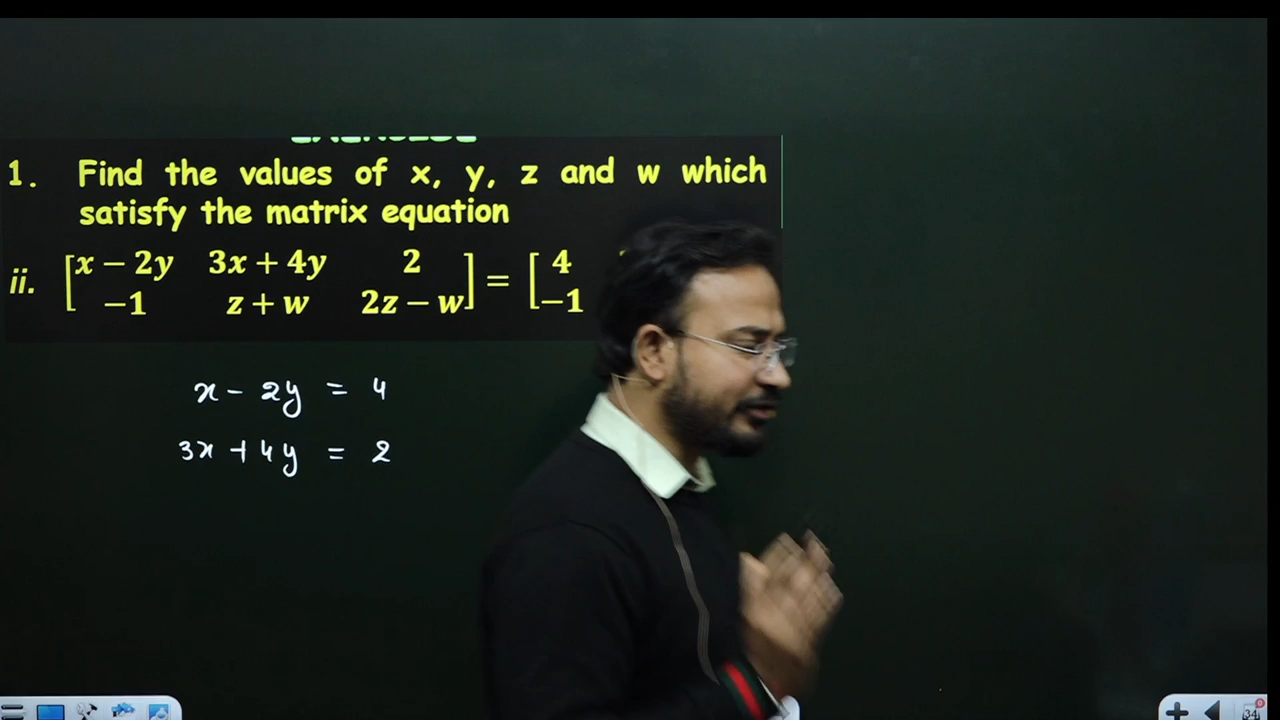 1. Find the values of x, y, z and w which
satisfy the matrix equation
ii. [x − 2y 3x + 4y 2] = [4
−1 z + w 2z − w] [−1
x − 2y = 4
3x + 4y = 2
34